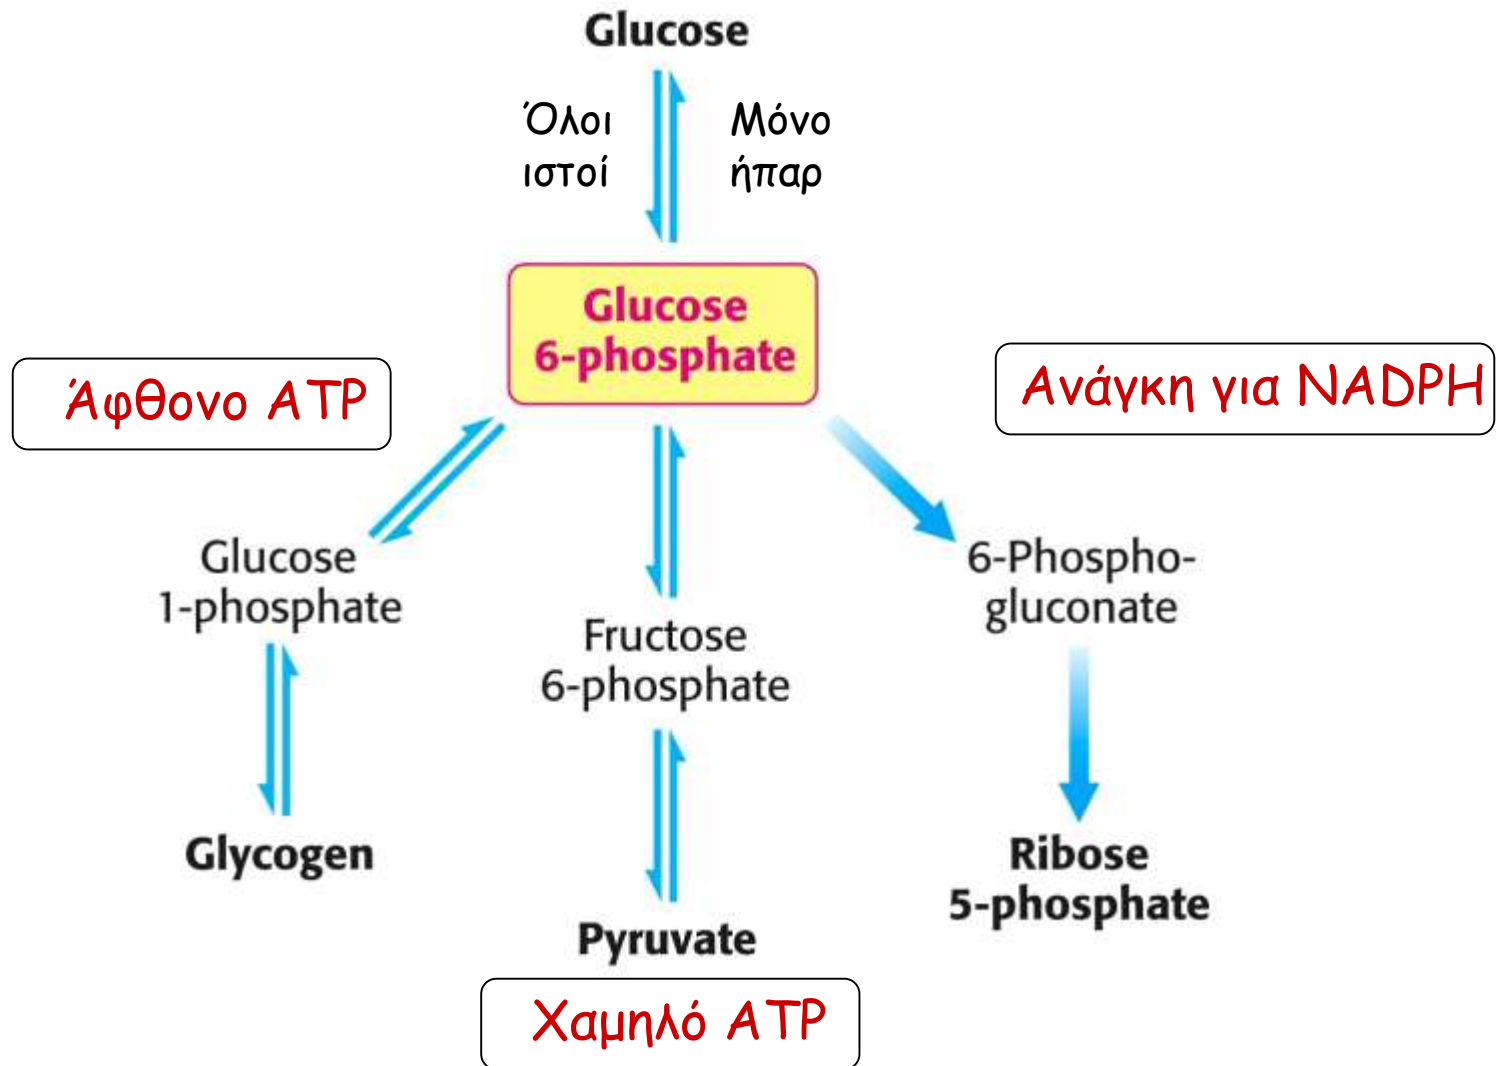 Glucose
Όλοι
ιστοί
Μόνο
ήπαρ
Glucose
6-phosphate
Άφθονο ATP
Ανάγκη για NADPH
Glucose
1-phosphate
Fructose
6-phosphate
6-Phospho-
gluconate
Glycogen
Pyruvate
Ribose
5-phosphate
Χαμηλό ATP